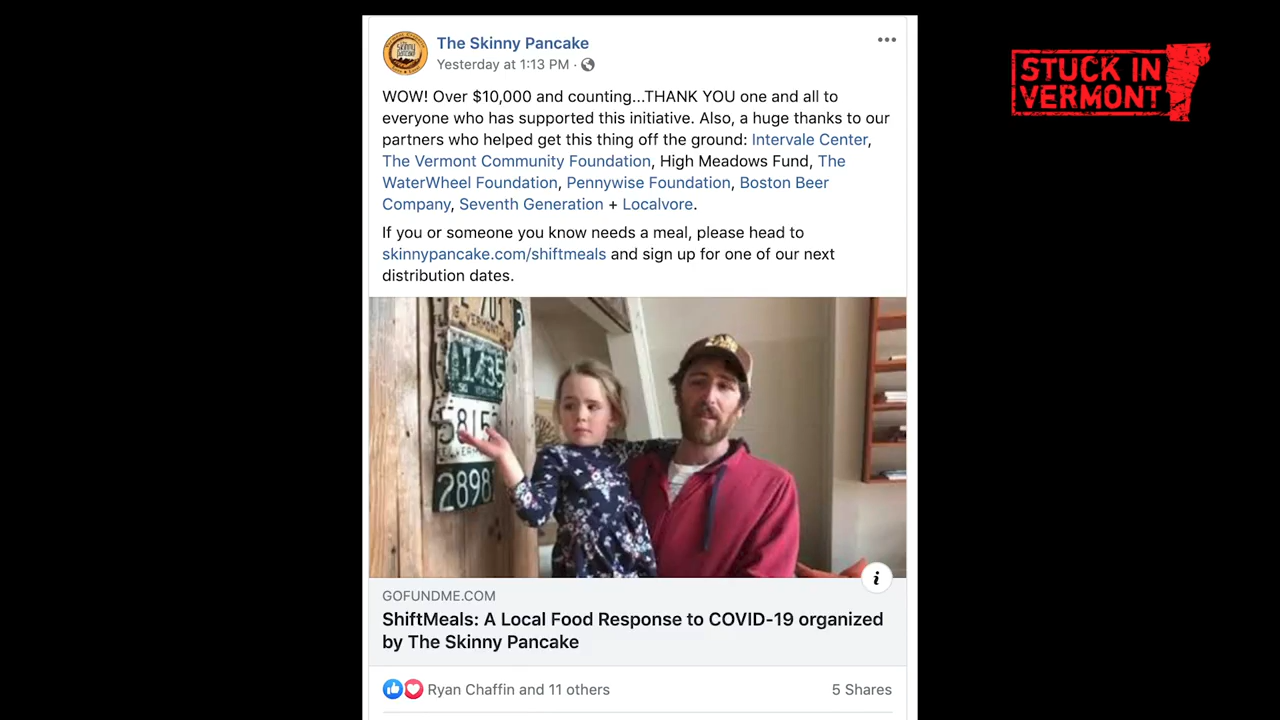 The Skinny Pancake
Yesterday at 1:13 PM ·
WOW! Over $10,000 and counting...THANK YOU one and all to
everyone who has supported this initiative. Also, a huge thanks to our
partners who helped get this thing off the ground: Intervale Center,
The Vermont Community Foundation, High Meadows Fund, The
WaterWheel Foundation, Pennywise Foundation, Boston Beer
Company, Seventh Generation + Localvore.
If you or someone you know needs a meal, please head to
skinnypancake.com/shiftmeals and sign up for one of our next
distribution dates.
STUCK IN
VERMONT
701
VERMONT
1435
VERMONT
5815
2898
GOFUNDME.COM
ShiftMeals: A Local Food Response to COVID-19 organized
by The Skinny Pancake
Ryan Chaffin and 11 others
5 Shares